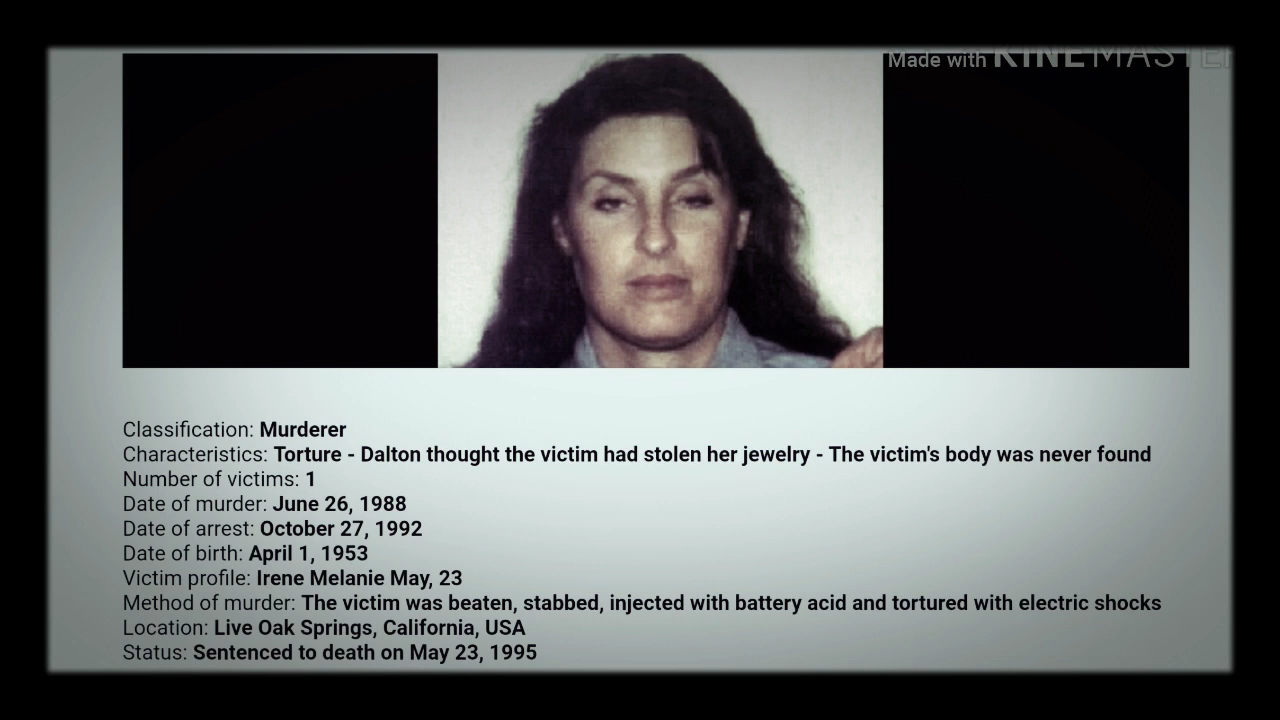 Made with KINEMASTER
Classification: Murderer
Characteristics: Torture - Dalton thought the victim had stolen her jewelry - The victim's body was never found
Number of victims: 1
Date of murder: June 26, 1988
Date of arrest: October 27, 1992
Date of birth: April 1, 1953
Victim profile: Irene Melanie May, 23
Method of murder: The victim was beaten, stabbed, injected with battery acid and tortured with electric shocks
Location: Live Oak Springs, California, USA
Status: Sentenced to death on May 23, 1995